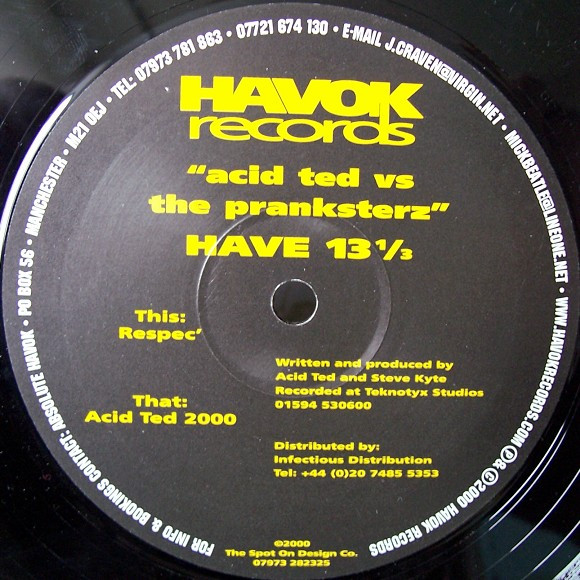 HAVOK
records
"acid ted vs
the pranksterz"
HAVE 13 1/3
This:
Respec'
That:
Acid Ted 2000
Written and produced by
Acid Ted and Steve Kyte
Recorded at Teknotyx Studios
01594 530600
Distributed by:
Infectious Distribution
Tel: +44 (0)20 7485 5353
©2000
The Spot On Design Co.
07973 282325
FOR INFO & BOOKINGS CONTACT: ABSOLUTE HAVOK • PO BOX 56 • MANCHESTER • M21 0EJ • TEL: 07973 781 863 • 07721 674 130 • E-MAIL J.CRAVEN@VIRGIN.NET • MICKBEATLE@LINEONE.NET • WWW.HAVOKRECORDS.COM ℗ & © 2000 HAVOK RECORDS